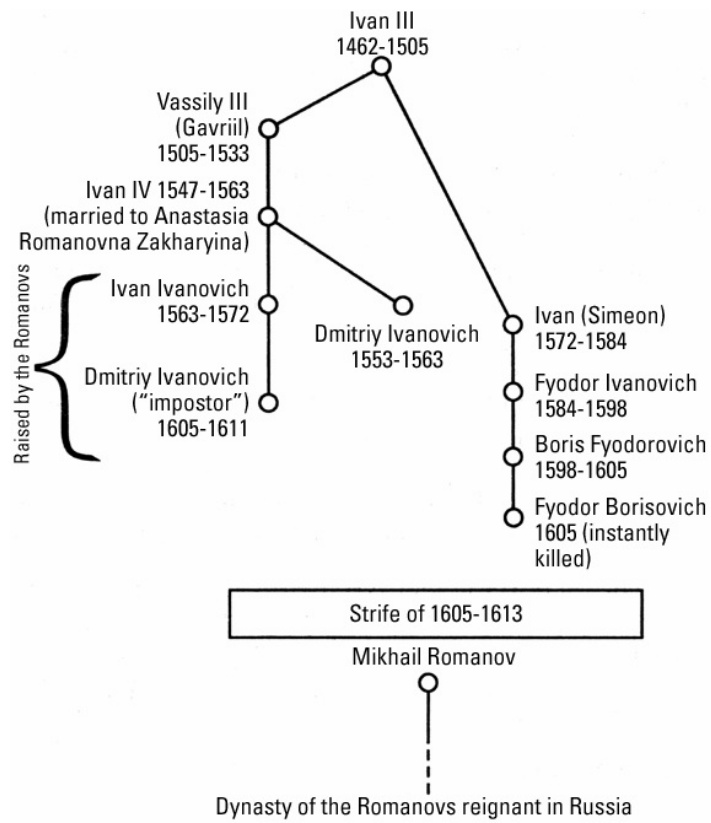 Ivan III
1462-1505
Vassily III
(Gavriil)
1505-1533
Ivan IV 1547-1563
(married to Anastasia
Romanovna Zakharyina)
Raised by the Romanovs
Ivan Ivanovich
1563-1572
Dmitriy Ivanovich
1553-1563
Ivan (Simeon)
1572-1584
Dmitriy Ivanovich
(“impostor”)
1605-1611
Fyodor Ivanovich
1584-1598
Boris Fyodorovich
1598-1605
Fyodor Borisovich
1605 (instantly
killed)
Strife of 1605-1613
Mikhail Romanov
Dynasty of the Romanovs reignant in Russia